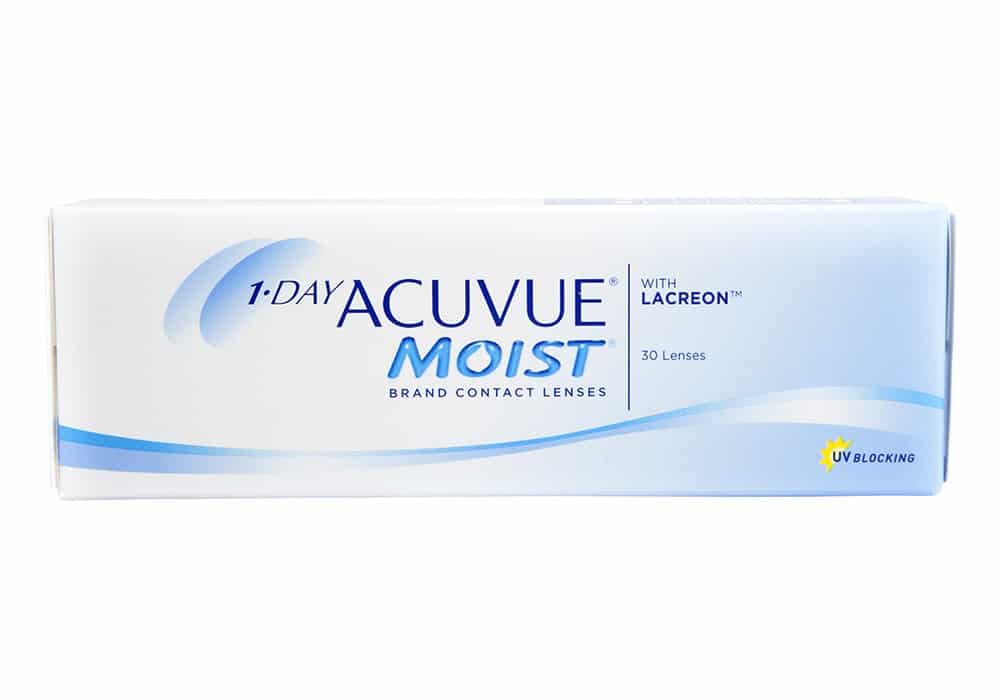 1·DAY ACUVUE®
MOIST®
BRAND CONTACT LENSES
WITH
LACREON™
30 Lenses
UV BLOCKING